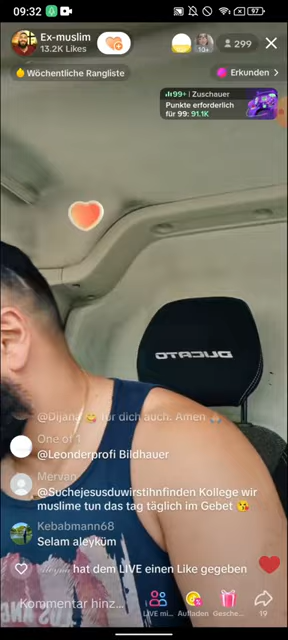 09:32
97
Ex-muslim
13.2K Likes
10+
299
Wöchentliche Rangliste
Erkunden >
99+ | Zuschauer
Punkte erforderlich
für 99: 91.1K
DUCATO
@Dijana 😋 für dich auch. Amen 🙏
One of 1
@Leonderprofi Bildhauer
Mervan
@Suchejesusduwirstihnfinden Kollege wir
muslime tun das tag täglich im Gebet 😘
Kebabmann68
Selam aleyküm
hat dem LIVE einen Like gegeben
Kommentar hinz...
LIVE mi...
Aufladen
Gesche...
19